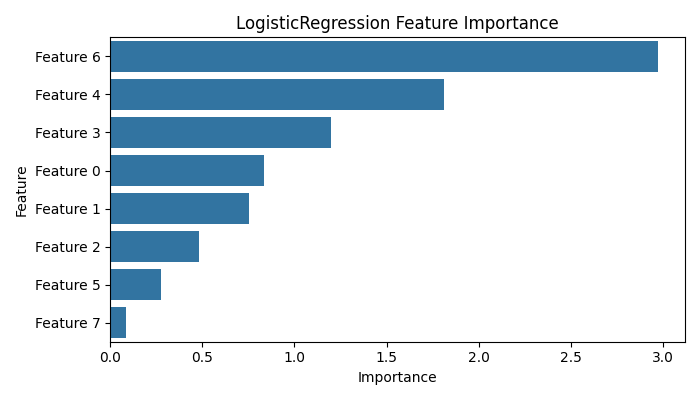 LogisticRegression Feature Importance
Feature
Feature 6
Feature 4
Feature 3
Feature 0
Feature 1
Feature 2
Feature 5
Feature 7
0.0 0.5 1.0 1.5 2.0 2.5 3.0
Importance